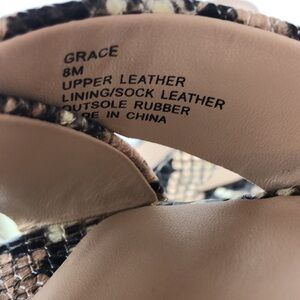 GRACE
8M
UPPER LEATHER
LINING/SOCK LEATHER
OUTSOLE RUBBER
DE IN CHINA